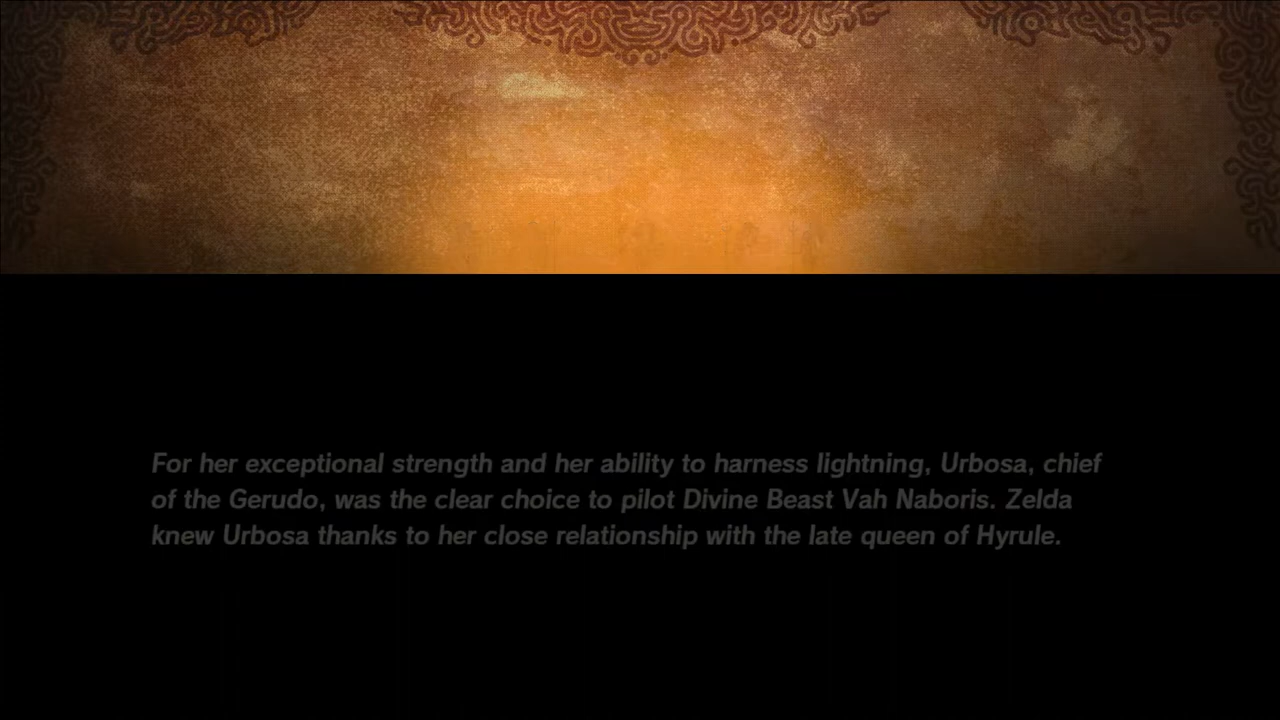 For her exceptional strength and her ability to harness lightning, Urbosa, chief
of the Gerudo, was the clear choice to pilot Divine Beast Vah Naboris. Zelda
knew Urbosa thanks to her close relationship with the late queen of Hyrule.